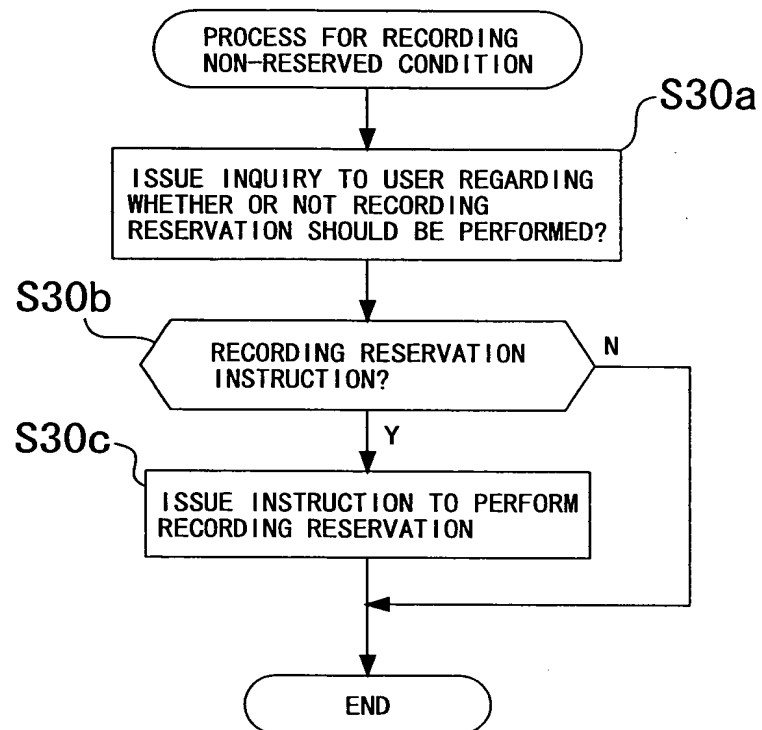 PROCESS FOR RECORDING
NON-RESERVED CONDITION
S30a
ISSUE INQUIRY TO USER REGARDING
WHETHER OR NOT RECORDING
RESERVATION SHOULD BE PERFORMED?
S30b
RECORDING RESERVATION
INSTRUCTION?
N
Y
S30c
ISSUE INSTRUCTION TO PERFORM
RECORDING RESERVATION
END